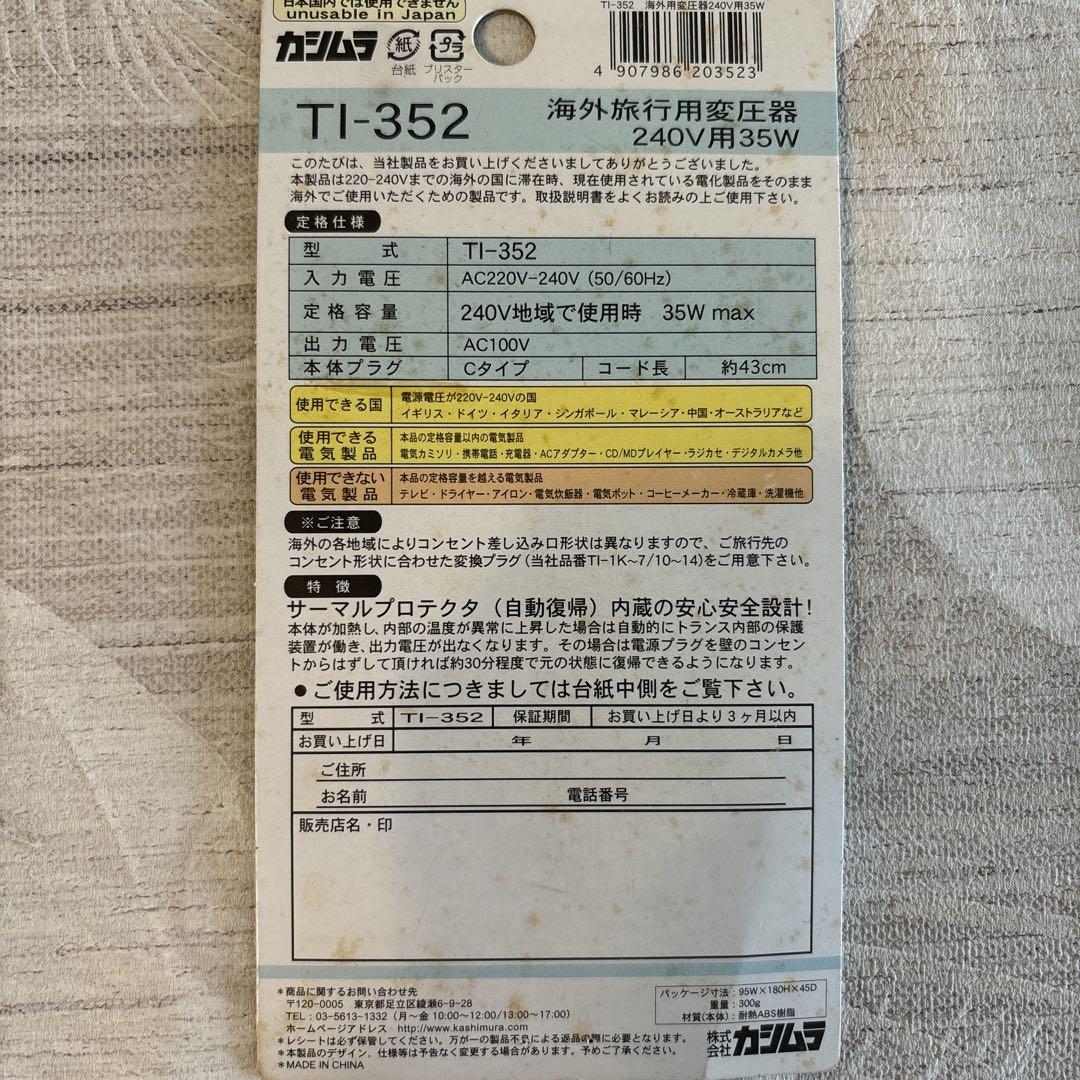 日本国内では使用できません
unusable in Japan
カシムラ 紙 台紙 プラ ブリスターパック
TI-352 海外用変圧器240V用35W
4 907986 203523
TI-352
海外旅行用変圧器
240V用35W
このたびは、当社製品をお買い上げくださいましてありがとうございました。
本製品は220-240Vまでの海外の国に滞在時、現在使用されている電化製品をそのまま
海外でご使用いただくための製品です。取扱説明書をよくお読みの上ご使用下さい。
定格仕様
型 式 TI-352
入力電圧 AC220V-240V (50/60Hz)
定格容量 240V地域で使用時 35W max
出力電圧 AC100V
本体プラグ Cタイプ コード長 約43cm
使用できる国
電源電圧が220V-240Vの国
イギリス・ドイツ・イタリア・シンガポール・マレーシア・中国・オーストラリアなど
使用できる
電気製品
本品の定格容量以内の電気製品
電気カミソリ・携帯電話・充電器・ACアダプター・CD/MDプレイヤー・ラジカセ・デジタルカメラ他
使用できない
電気製品
本品の定格容量を越える電気製品
テレビ・ドライヤー・アイロン・電気炊飯器・電気ポット・コーヒーメーカー・冷蔵庫・洗濯機他
※ご注意
海外の各地域によりコンセント差し込み口形状は異なりますので、ご旅行先の
コンセント形状に合わせた変換プラグ(当社品番TI-1K~7/10~14)をご用意下さい。
特 徴
サーマルプロテクタ(自動復帰)内蔵の安心安全設計!
本体が加熱し、内部の温度が異常に上昇した場合は自動的にトランス内部の保護
装置が働き、出力電圧が出なくなります。その場合は電源プラグを壁のコンセン
トからはずして頂ければ約30分程度で元の状態に復帰できるようになります。
●ご使用方法につきましては台紙中側をご覧下さい。
型 式 TI-352 保証期間 お買い上げ日より3ヶ月以内
お買い上げ日 年 月 日
ご住所
お名前 電話番号
販売店名・印
*商品に関するお問い合わせ先
〒120-0005 東京都足立区綾瀬6-9-28
TEL:03-5613-1332 (月~金 10:00~12:00/13:00~17:00)
ホームページアドレス http://www.kashimura.com
*レシートは必ず保管してください。万が一の製品不良による返品の際に必要となります。
*本製品のデザイン、仕様等は予告なく変更する場合があります。予めご了承ください。
*MADE IN CHINA
パッケージ寸法:95W×180H×45D
重量:300g
材質(本体):耐熱ABS樹脂
株式会社カシムラ